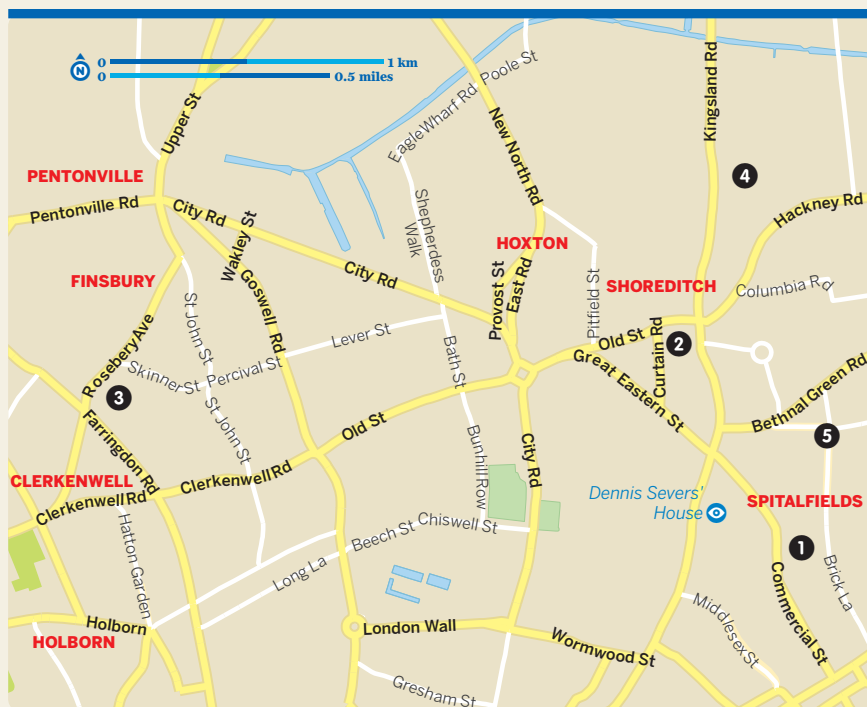 0 1 km
N
0 0.5 miles
Upper St
Eagle Wharf Rd
Poole St
New North Rd
Kingsland Rd
PENTONVILLE
Pentonville Rd
City Rd
Wakley St
Shepherdess
Walk
4
Hackney Rd
HOXTON
FINSBURY
Goswell Rd
City Rd
Provost St
East Rd
Pitfield St
SHOREDITCH
Columbia Rd
St John St
Rosebery Ave
Lever St
Bath St
Old St
Curtain Rd
2
Skinner St
Percival St
Great Eastern St
3
Farringdon Rd
St John St
Old St
Bethnal Green Rd
5
Bunhill Row
City Rd
CLERKENWELL
Clerkenwell Rd
Clerkenwell Rd
Dennis Severs'
House
SPITALFIELDS
Hatton Garden
Beech St
Chiswell St
Long La
1
Brick La
Commercial St
Holborn
HOLBORN
London Wall
Wormwood St
Middlesex St
Gresham St